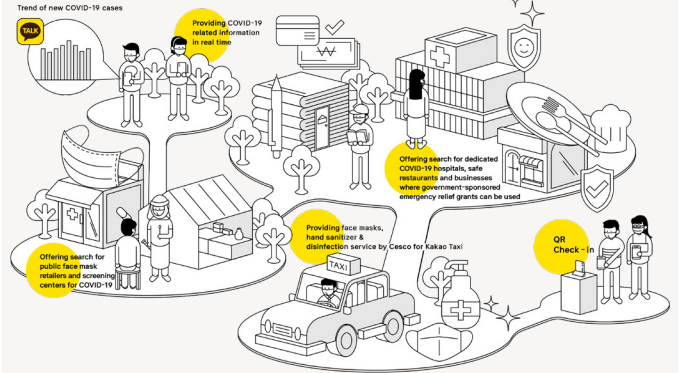 Trend of new COVID-19 cases
TALK
Providing COVID-19
related information
in real time
₩
Offering search for dedicated
COVID-19 hospitals, safe
restaurants and businesses
where government-sponsored
emergency relief grants can be used
Offering search for
public face mask
retailers and screening
centers for COVID-19
Providing face masks,
hand sanitizer &
disinfection service by Cesco for Kakao Taxi
TAXI
QR
Check - in